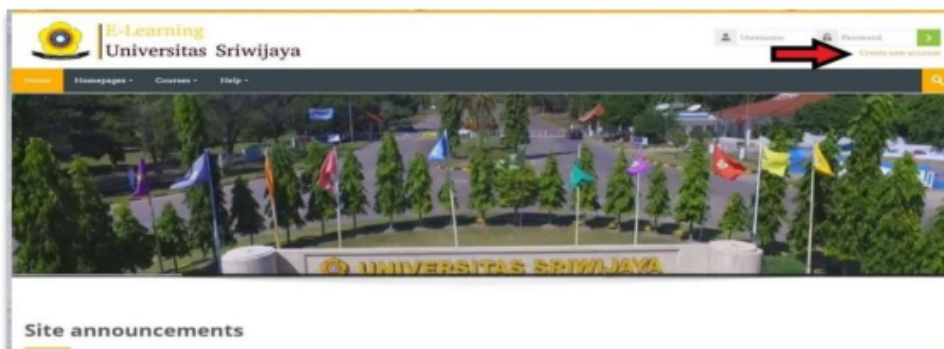 E-Learning
Universitas Sriwijaya
Username
Password
Create new account
Home
Homepages
Courses
Help
UNIVERSITAS SRIWIJAYA
Site announcements